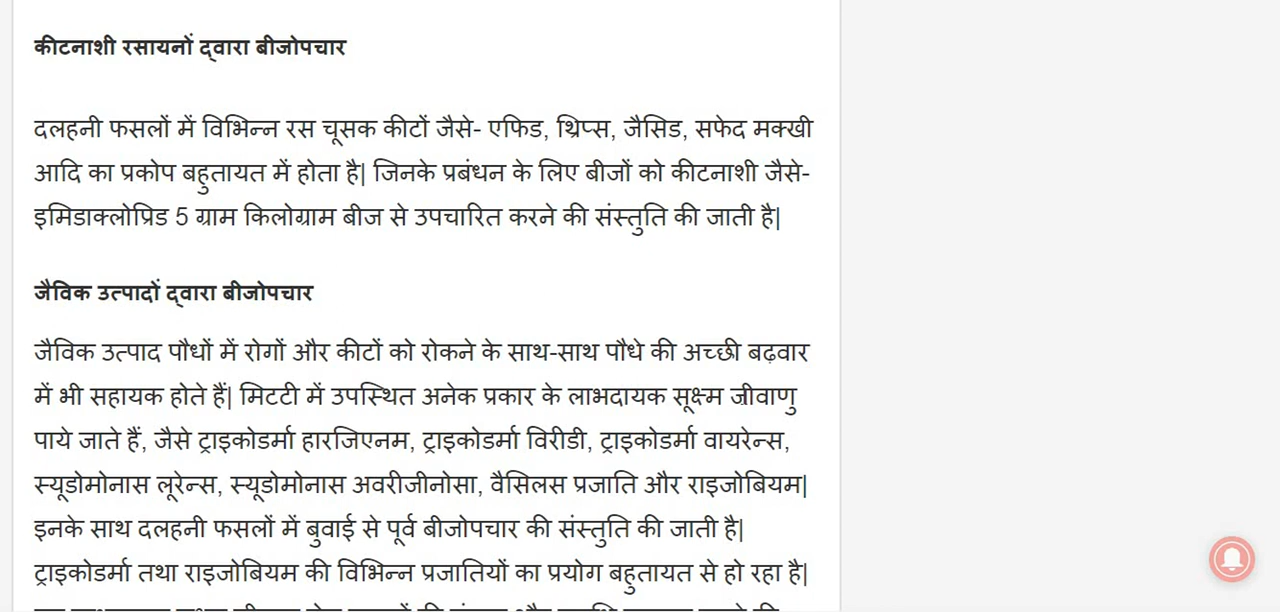 कीटनाशी रसायनों द्वारा बीजोपचार
दलहनी फसलों में विभिन्न रस चूसक कीटों जैसे- एफिड, थ्रिप्स, जैसिड, सफेद मक्खी
आदि का प्रकोप बहुतायत में होता है| जिनके प्रबंधन के लिए बीजों को कीटनाशी जैसे-
इमिडाक्लोप्रिड 5 ग्राम किलोग्राम बीज से उपचारित करने की संस्तुति की जाती है|
जैविक उत्पादों द्वारा बीजोपचार
जैविक उत्पाद पौधों में रोगों और कीटों को रोकने के साथ-साथ पौधे की अच्छी बढ़वार
में भी सहायक होते हैं| मिटटी में उपस्थित अनेक प्रकार के लाभदायक सूक्ष्म जीवाणु
पाये जाते हैं, जैसे ट्राइकोडर्मा हारजिएनम, ट्राइकोडर्मा विरीडी, ट्राइकोडर्मा वायरेन्स,
स्यूडोमोनास लूरेन्स, स्यूडोमोनास अवरीजीनोसा, वैसिलस प्रजाति और राइजोबियम|
इनके साथ दलहनी फसलों में बुवाई से पूर्व बीजोपचार की संस्तुति की जाती है|
ट्राइकोडर्मा तथा राइजोबियम की विभिन्न प्रजातियों का प्रयोग बहुतायत से हो रहा है|